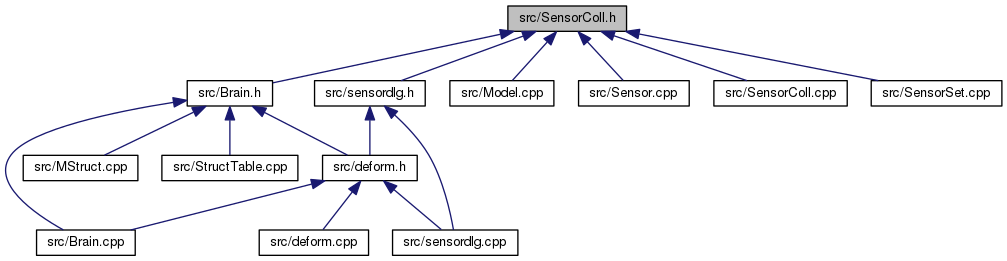 src/SensorColl.h
src/Brain.h
src/sensordlg.h
src/Model.cpp
src/Sensor.cpp
src/SensorColl.cpp
src/SensorSet.cpp
src/MStruct.cpp
src/StructTable.cpp
src/deform.h
src/Brain.cpp
src/deform.cpp
src/sensordlg.cpp